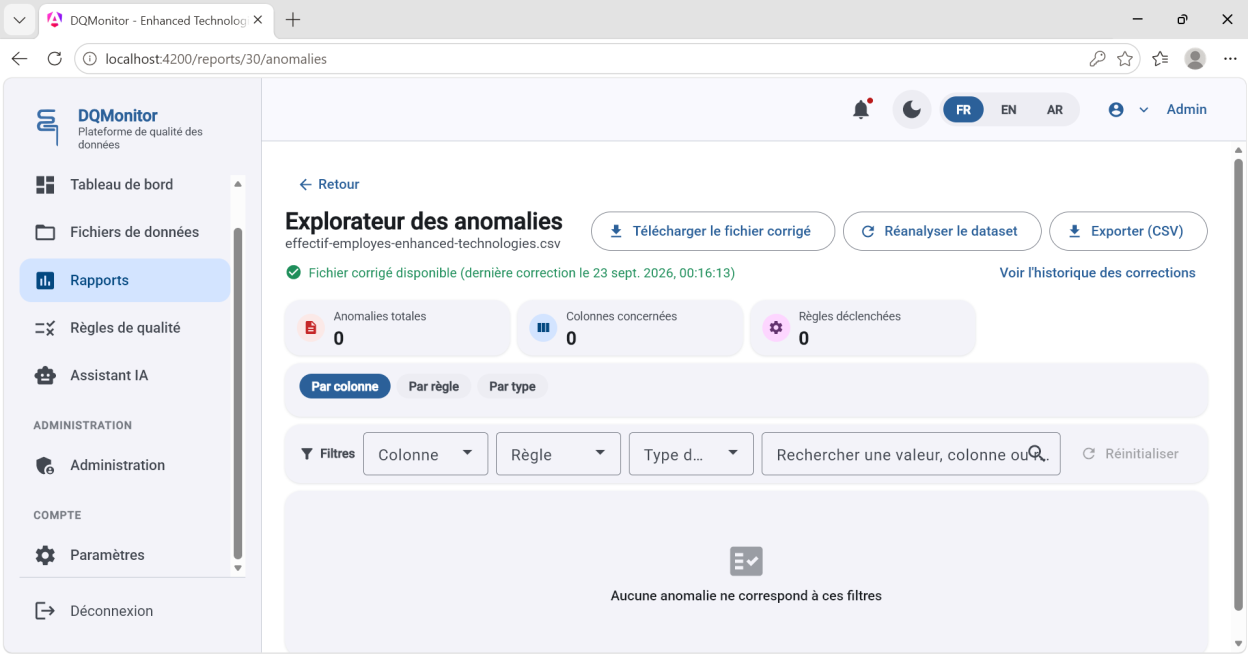 DQMonitor - Enhanced Technolog
localhost:4200/reports/30/anomalies
DQMonitor
Plateforme de qualité des
données
FR
EN
AR
Admin
Tableau de bord
Fichiers de données
Rapports
Règles de qualité
Assistant IA
ADMINISTRATION
Administration
COMPTE
Paramètres
Déconnexion
Retour
Explorateur des anomalies
effectif-employes-enhanced-technologies.csv
Télécharger le fichier corrigé
Réanalyser le dataset
Exporter (CSV)
Fichier corrigé disponible (dernière correction le 23 sept. 2026, 00:16:13)
Voir l'historique des corrections
Anomalies totales
0
Colonnes concernées
0
Règles déclenchées
0
Par colonne
Par règle
Par type
Filtres
Colonne
Règle
Type d...
Rechercher une valeur, colonne ou
Réinitialiser
Aucune anomalie ne correspond à ces filtres